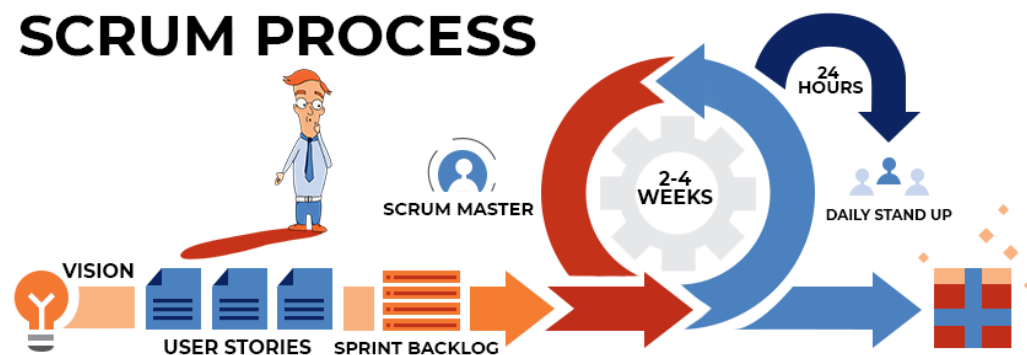 SCRUM PROCESS
24
HOURS
2-4
WEEKS
SCRUM MASTER
DAILY STAND UP
VISION
USER STORIES
SPRINT BACKLOG